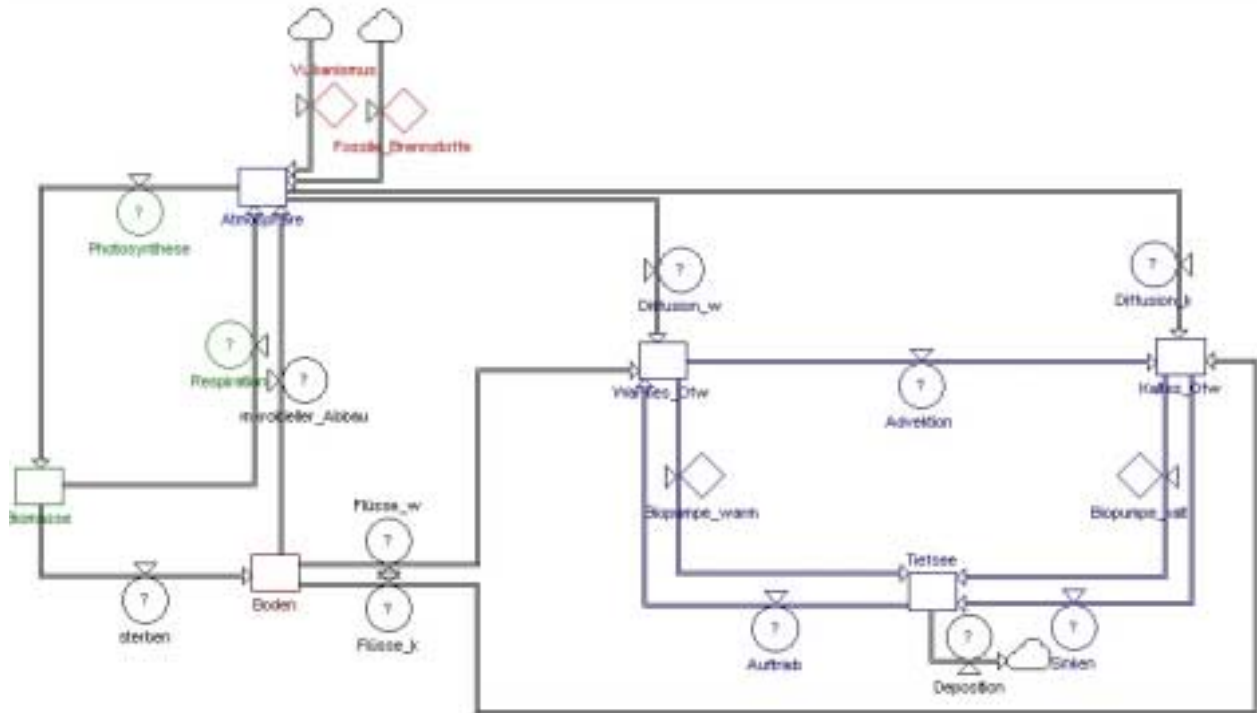 Vulkanismus
Fossile_Brennstoffe
?
Atmosphäre
Photosynthese
?
Diffusion_w
?
Diffusion_k
?
Respiration
?
mikrobieller_Abbau
Warmes_Ofw
?
Advektion
Kaltes_Ofw
Biomasse
Flüsse_w
?
Biopumpe_warm
Biopumpe_kalt
Tiefsee
Boden
?
sterben
?
Flüsse_k
?
Auftrieb
?
Deposition
?
Sinken